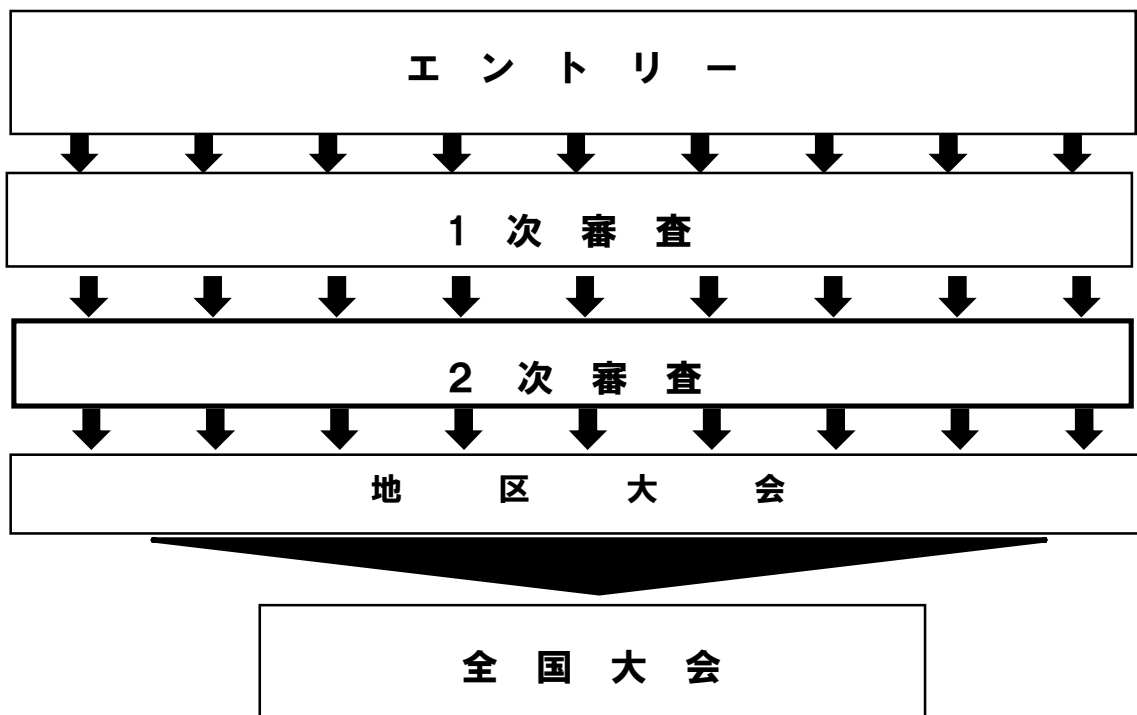 エントリー
1次審査
2次審査
地区大会
全国大会